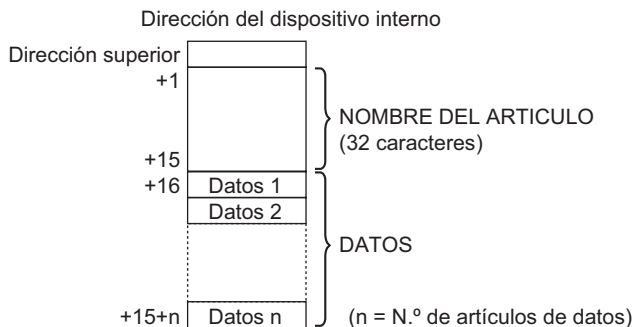 Dirección del dispositivo interno
Dirección superior
+1
NOMBRE DEL ARTICULO
(32 caracteres)
+15
+16 Datos 1
Datos 2
DATOS
+15+n Datos n (n = N.º de artículos de datos)